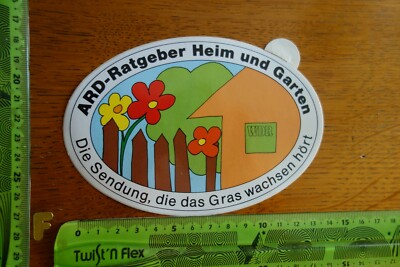 ARD-Ratgeber Heim und Garten
Die Sendung, die das Gras wachsen hört
Twist'n Flex